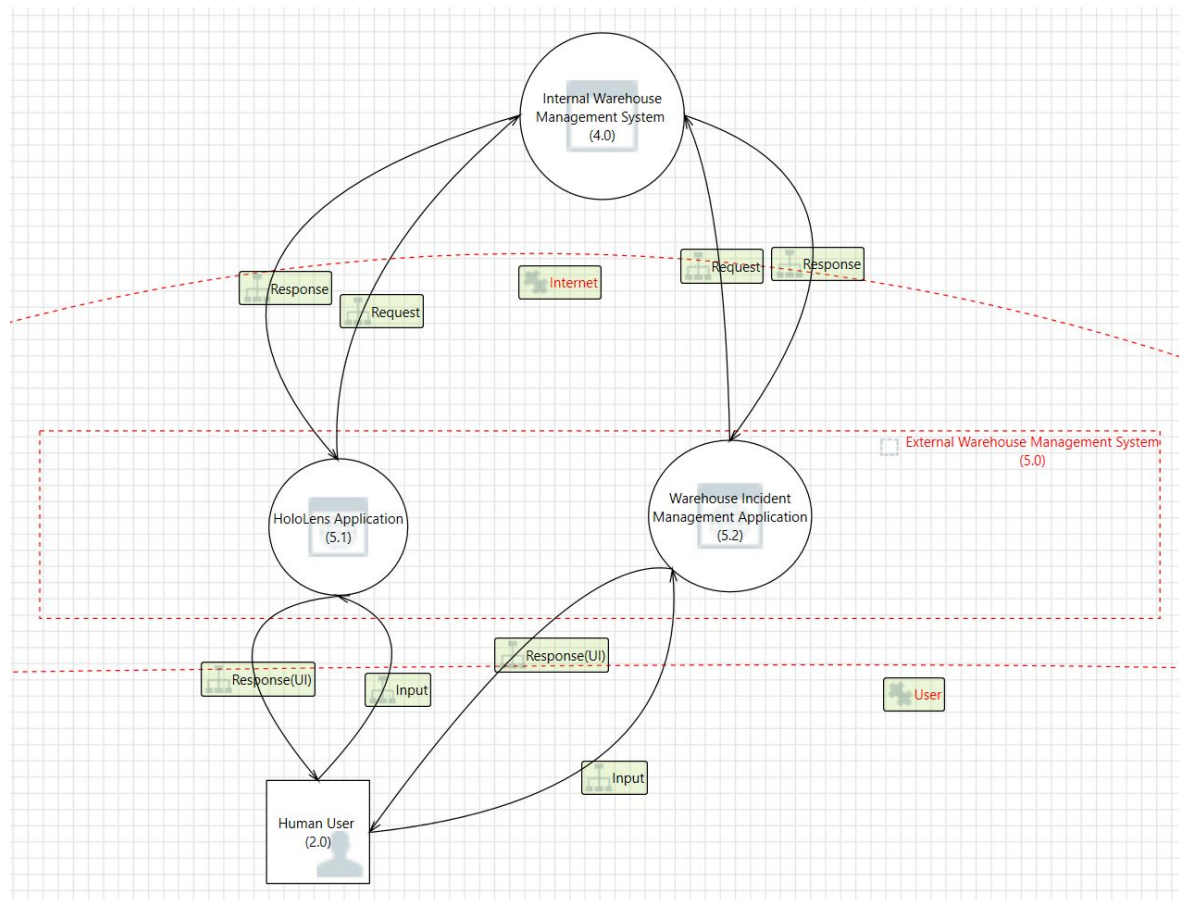 Internal Warehouse
Management System
(4.0)
Response
Request
Internet
Request
Response
External Warehouse Management System
(5.0)
HoloLens Application
(5.1)
Warehouse Incident
Management Application
(5.2)
Response(UI)
Input
Response(UI)
User
Input
Human User
(2.0)